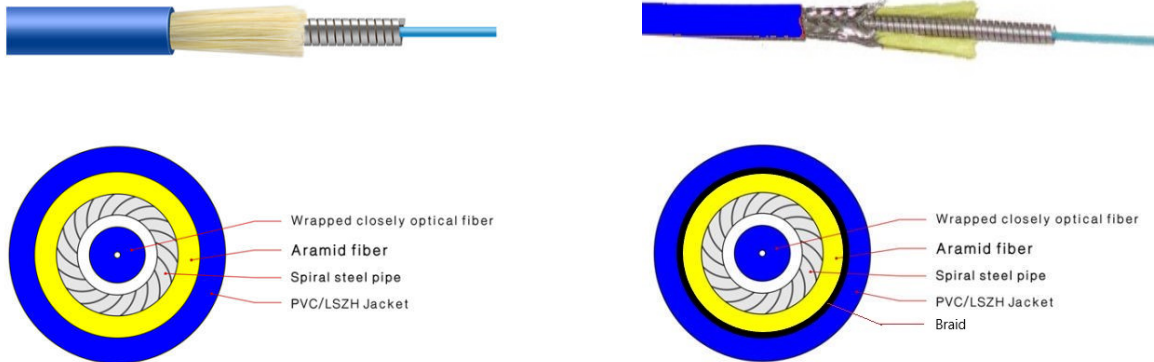 Wrapped closely optical fiber
Aramid fiber
Spiral steel pipe
PVC/LSZH Jacket
Wrapped closely optical fiber
Aramid fiber
Spiral steel pipe
PVC/LSZH Jacket
Braid